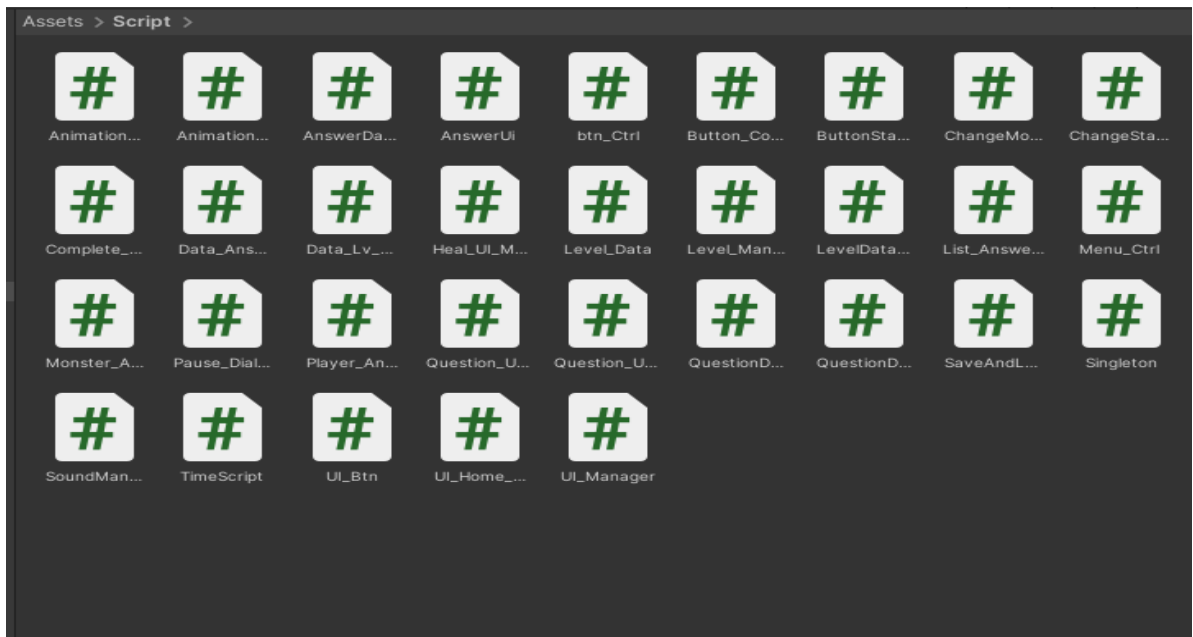 Assets > Script >
Animation... Animation... AnswerDa... AnswerUi btn_Ctrl Button_Co... ButtonSta... ChangeMo... ChangeSta...
Complete_... Data_Ans... Data_Lv_... Heal_UI_M... Level_Data Level_Man... LevelData... List_Answe... Menu_Ctrl
Monster_A... Pause_Dial... Player_An... Question_U... Question_U... QuestionD... QuestionD... SaveAndL... Singleton
SoundMan... TimeScript UI_Btn UI_Home_... UI_Manager